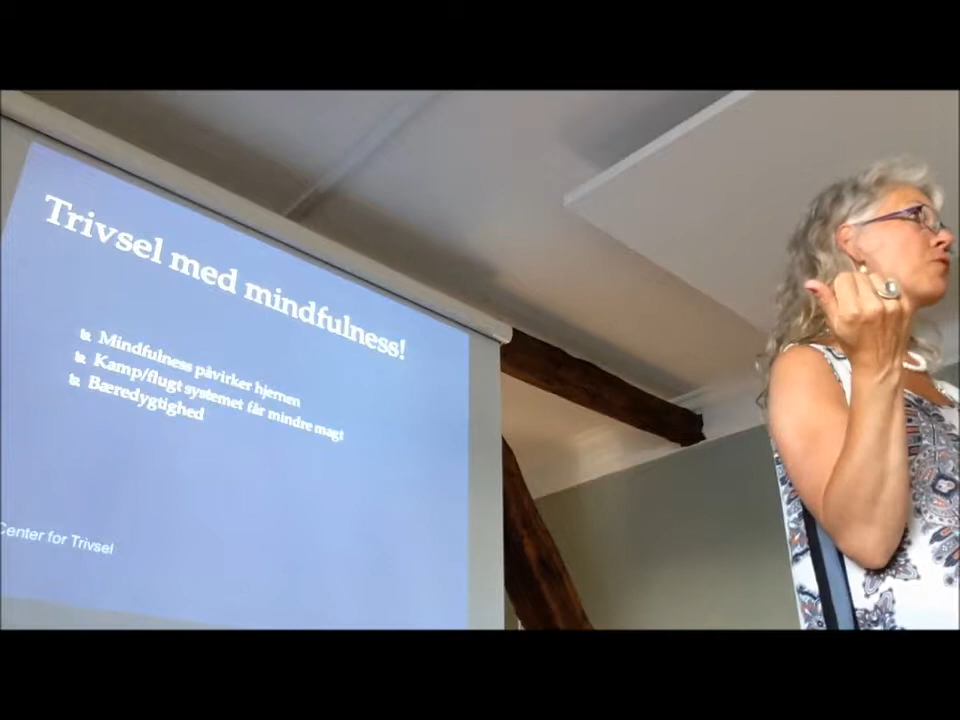 Trivsel med mindfulness!
Mindfulness påvirker hjernen
Kamp/flugt systemet får mindre magt
Bæredygtighed
Center for Trivsel